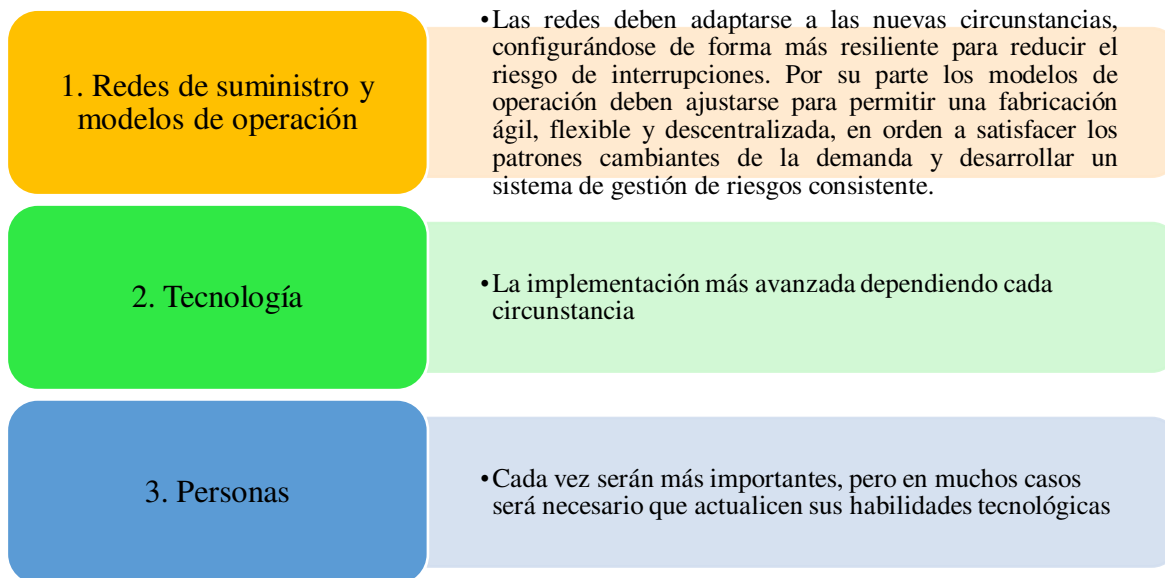 1. Redes de suministro y
modelos de operación
•Las redes deben adaptarse a las nuevas circunstancias,
configurándose de forma más resiliente para reducir el
riesgo de interrupciones. Por su parte los modelos de
operación deben ajustarse para permitir una fabricación
ágil, flexible y descentralizada, en orden a satisfacer los
patrones cambiantes de la demanda y desarrollar un
sistema de gestión de riesgos consistente.
2. Tecnología
•La implementación más avanzada dependiendo cada
circunstancia
3. Personas
•Cada vez serán más importantes, pero en muchos casos
será necesario que actualicen sus habilidades tecnológicas